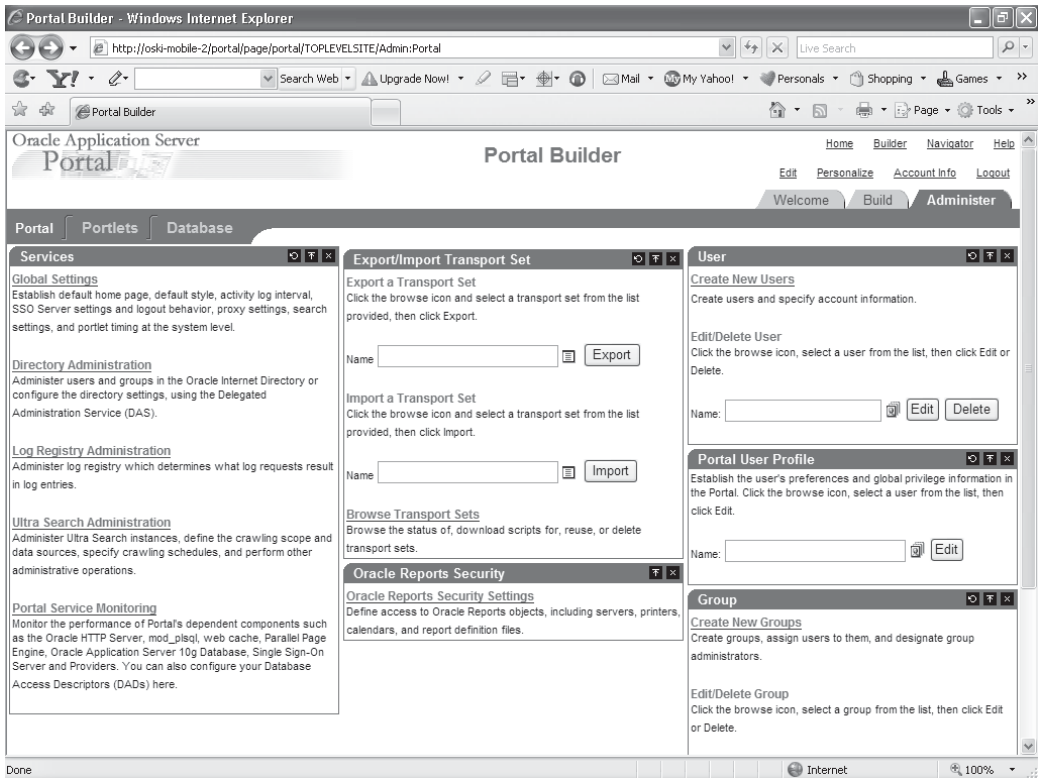 Portal Builder - Windows Internet Explorer
http://oski-mobile-2/portal/page/portal/TOPLEVELSITE/Admin:Portal
Live Search
Y!
Search Web
Upgrade Now!
Mail
My Yahoo!
Personals
Shopping
Games
Portal Builder
Page
Tools
Oracle Application Server
Portal
Portal Builder
Home Builder Navigator Help
Edit Personalize Account Info Logout
Welcome Build Administer
Portal Portlets Database
Services
Global Settings
Establish default home page, default style, activity log interval,
SSO Server settings and logout behavior, proxy settings, search
settings, and portlet timing at the system level.
Directory Administration
Administer users and groups in the Oracle Internet Directory or
configure the directory settings, using the Delegated
Administration Service (DAS).
Log Registry Administration
Administer log registry which determines what log requests result
in log entries.
Ultra Search Administration
Administer Ultra Search instances, define the crawling scope and
data sources, specify crawling schedules, and perform other
administrative operations.
Portal Service Monitoring
Monitor the performance of Portal's dependent components such
as the Oracle HTTP Server, mod_plsql, web cache, Parallel Page
Engine, Oracle Application Server 10g Database, Single Sign-On
Server and Providers. You can also configure your Database
Access Descriptors (DADs) here.
Export/Import Transport Set
Export a Transport Set
Click the browse icon and select a transport set from the list
provided, then click Export.
Name Export
Import a Transport Set
Click the browse icon and select a transport set from the list
provided, then click Import.
Name Import
Browse Transport Sets
Browse the status of, download scripts for, reuse, or delete
transport sets.
Oracle Reports Security
Oracle Reports Security Settings
Define access to Oracle Reports objects, including servers, printers,
calendars, and report definition files.
User
Create New Users
Create users and specify account information.
Edit/Delete User
Click the browse icon, select a user from the list, then click Edit or
Delete.
Name: Edit Delete
Portal User Profile
Establish the user's preferences and global privilege information in
the Portal. Click the browse icon, select a user from the list, then
click Edit.
Name: Edit
Group
Create New Groups
Create groups, assign users to them, and designate group
administrators.
Edit/Delete Group
Click the browse icon, select a group from the list, then click Edit
or Delete.
Done
Internet
100%